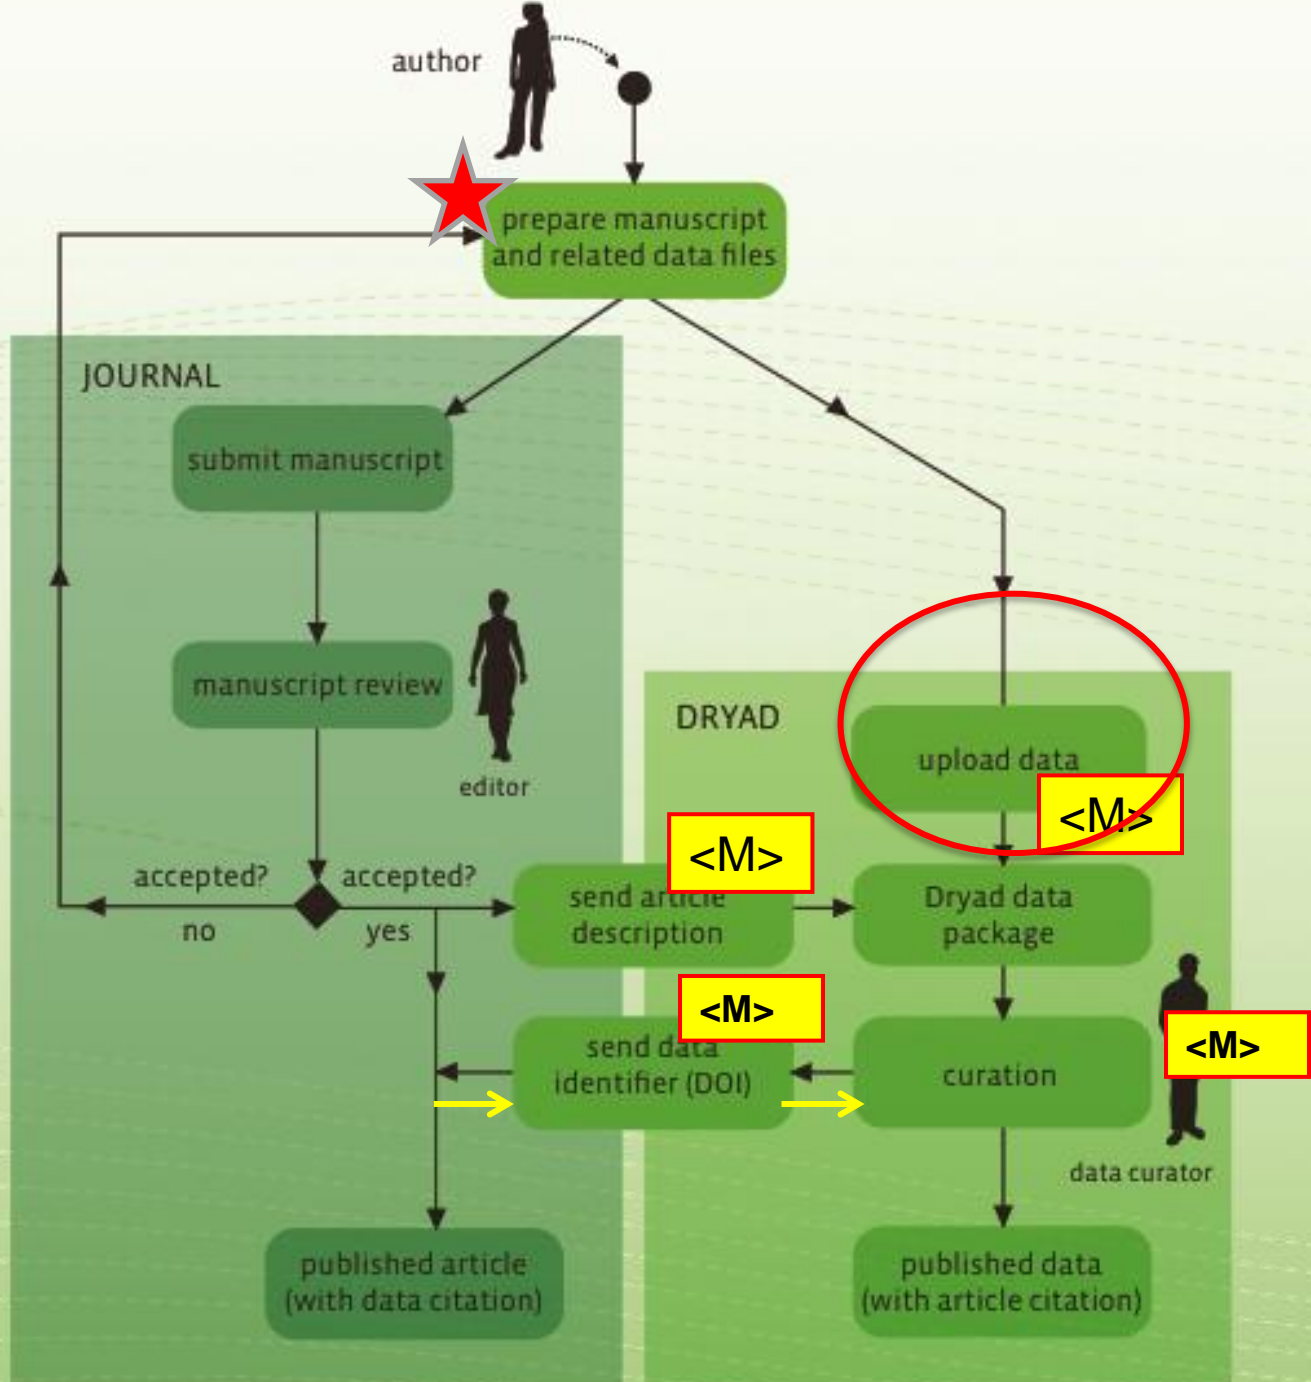 author
prepare manuscript
and related data files
JOURNAL
submit manuscript
manuscript review
editor
DRYAD
upload data
<M>
<M>
accepted?
accepted?
no
yes
send article
description
Dryad data
package
<M>
<M>
send data
identifier (DOI)
curation
data curator
published article
(with data citation)
published data
(with article citation)